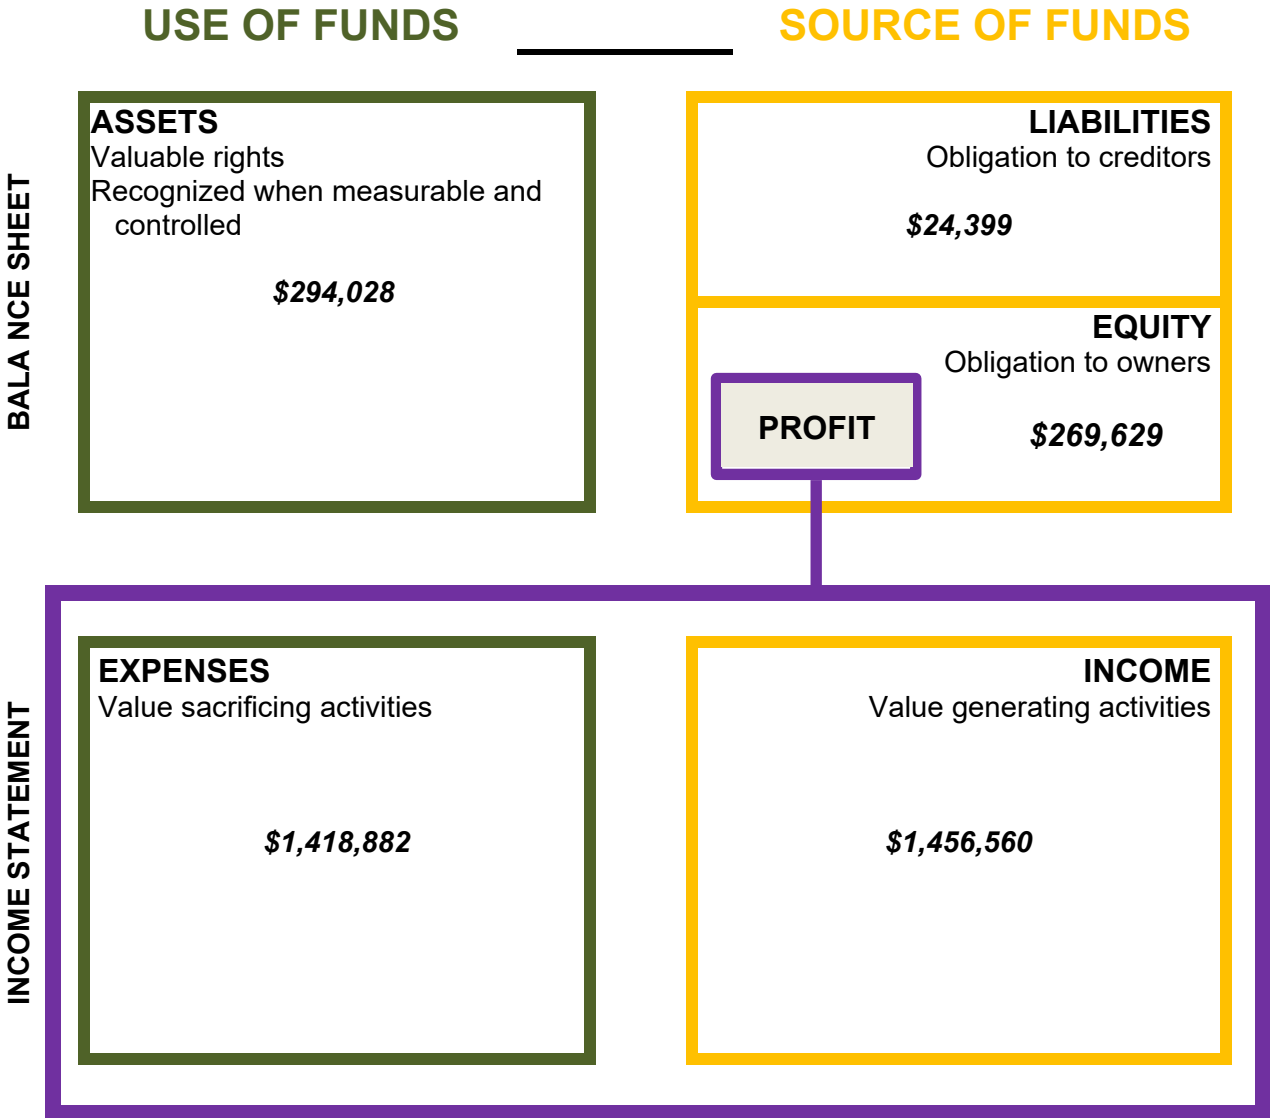 USE OF FUNDS
SOURCE OF FUNDS
BALA NCE SHEET
ASSETS
Valuable rights
Recognized when measurable and
controlled
$294,028
LIABILITIES
Obligation to creditors
$24,399
EQUITY
Obligation to owners
PROFIT
$269,629
INCOME STATEMENT
EXPENSES
Value sacrificing activities
$1,418,882
INCOME
Value generating activities
$1,456,560